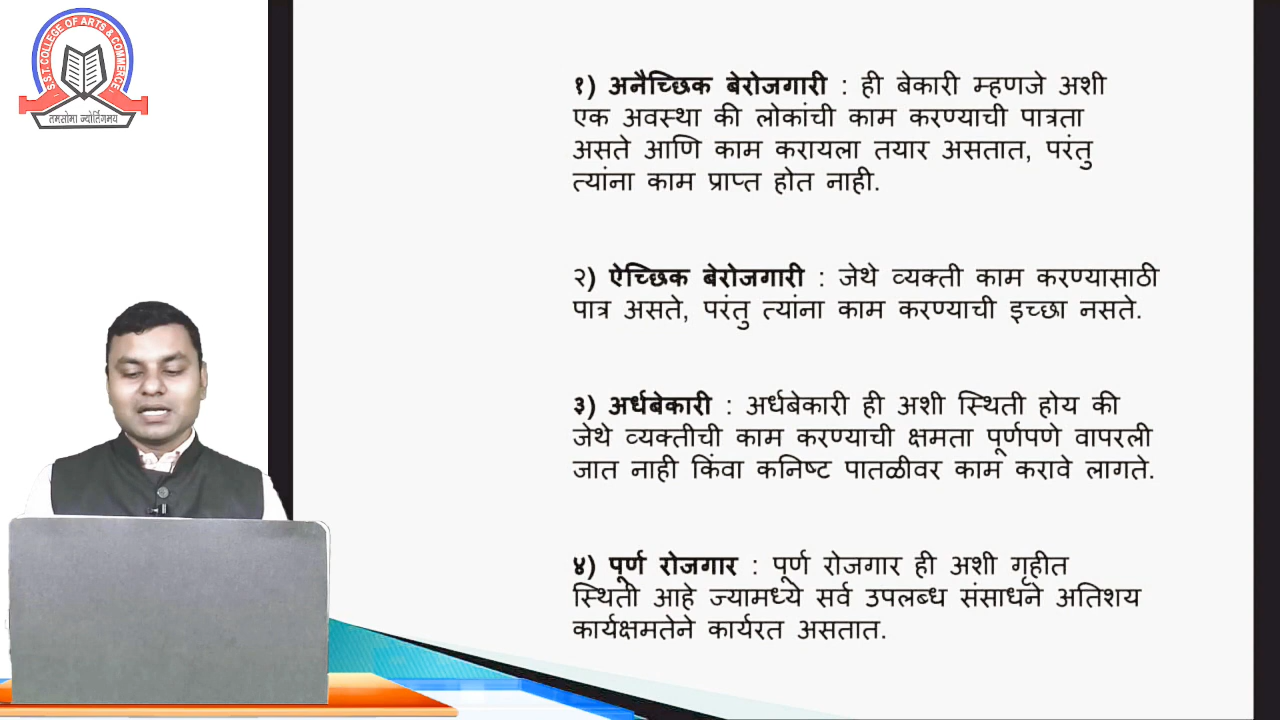 S.S.T. COLLEGE OF ARTS & COMMERCE
तमसोमा ज्योर्तिगमय
१) अनैच्छिक बेरोजगारी : ही बेकारी म्हणजे अशी
एक अवस्था की लोकांची काम करण्याची पात्रता
असते आणि काम करायला तयार असतात, परंतु
त्यांना काम प्राप्त होत नाही.
२) ऐच्छिक बेरोजगारी : जेथे व्यक्ती काम करण्यासाठी
पात्र असते, परंतु त्यांना काम करण्याची इच्छा नसते.
३) अर्धबेकारी : अर्धबेकारी ही अशी स्थिती होय की
जेथे व्यक्तीची काम करण्याची क्षमता पूर्णपणे वापरली
जात नाही किंवा कनिष्ट पातळीवर काम करावे लागते.
४) पूर्ण रोजगार : पूर्ण रोजगार ही अशी गृहीत
स्थिती आहे ज्यामध्ये सर्व उपलब्ध संसाधने अतिशय
कार्यक्षमतेने कार्यरत असतात.